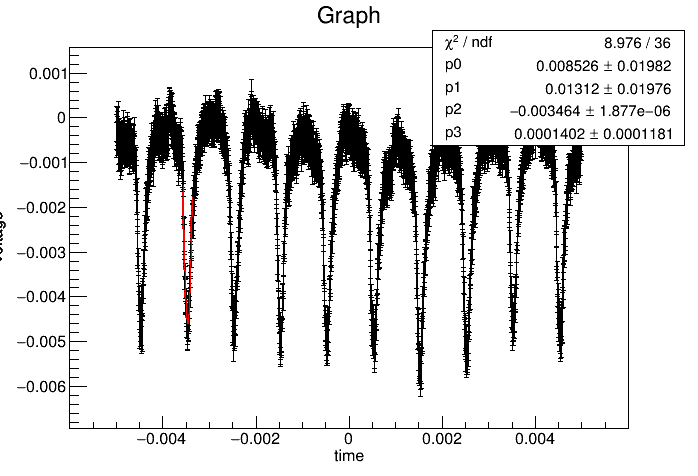 Graph
χ² / ndf 8.976 / 36
p0 0.008526 ± 0.01982
p1 0.01312 ± 0.01976
p2 −0.003464 ± 1.877e−06
p3 0.0001402 ± 0.0001181
0.001
0
−0.001
−0.002
−0.003
−0.004
−0.005
−0.006
−0.004 −0.002 0 0.002 0.004
time